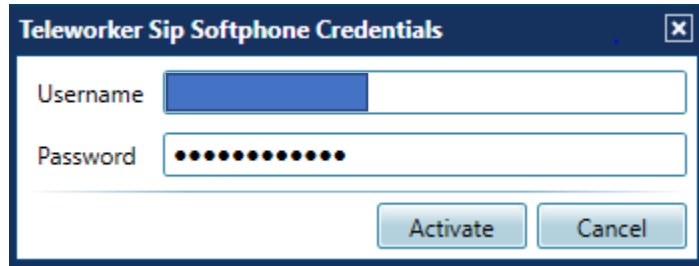 Teleworker Sip Softphone Credentials
Username
Password ●●●●●●●●●●●●
Activate Cancel